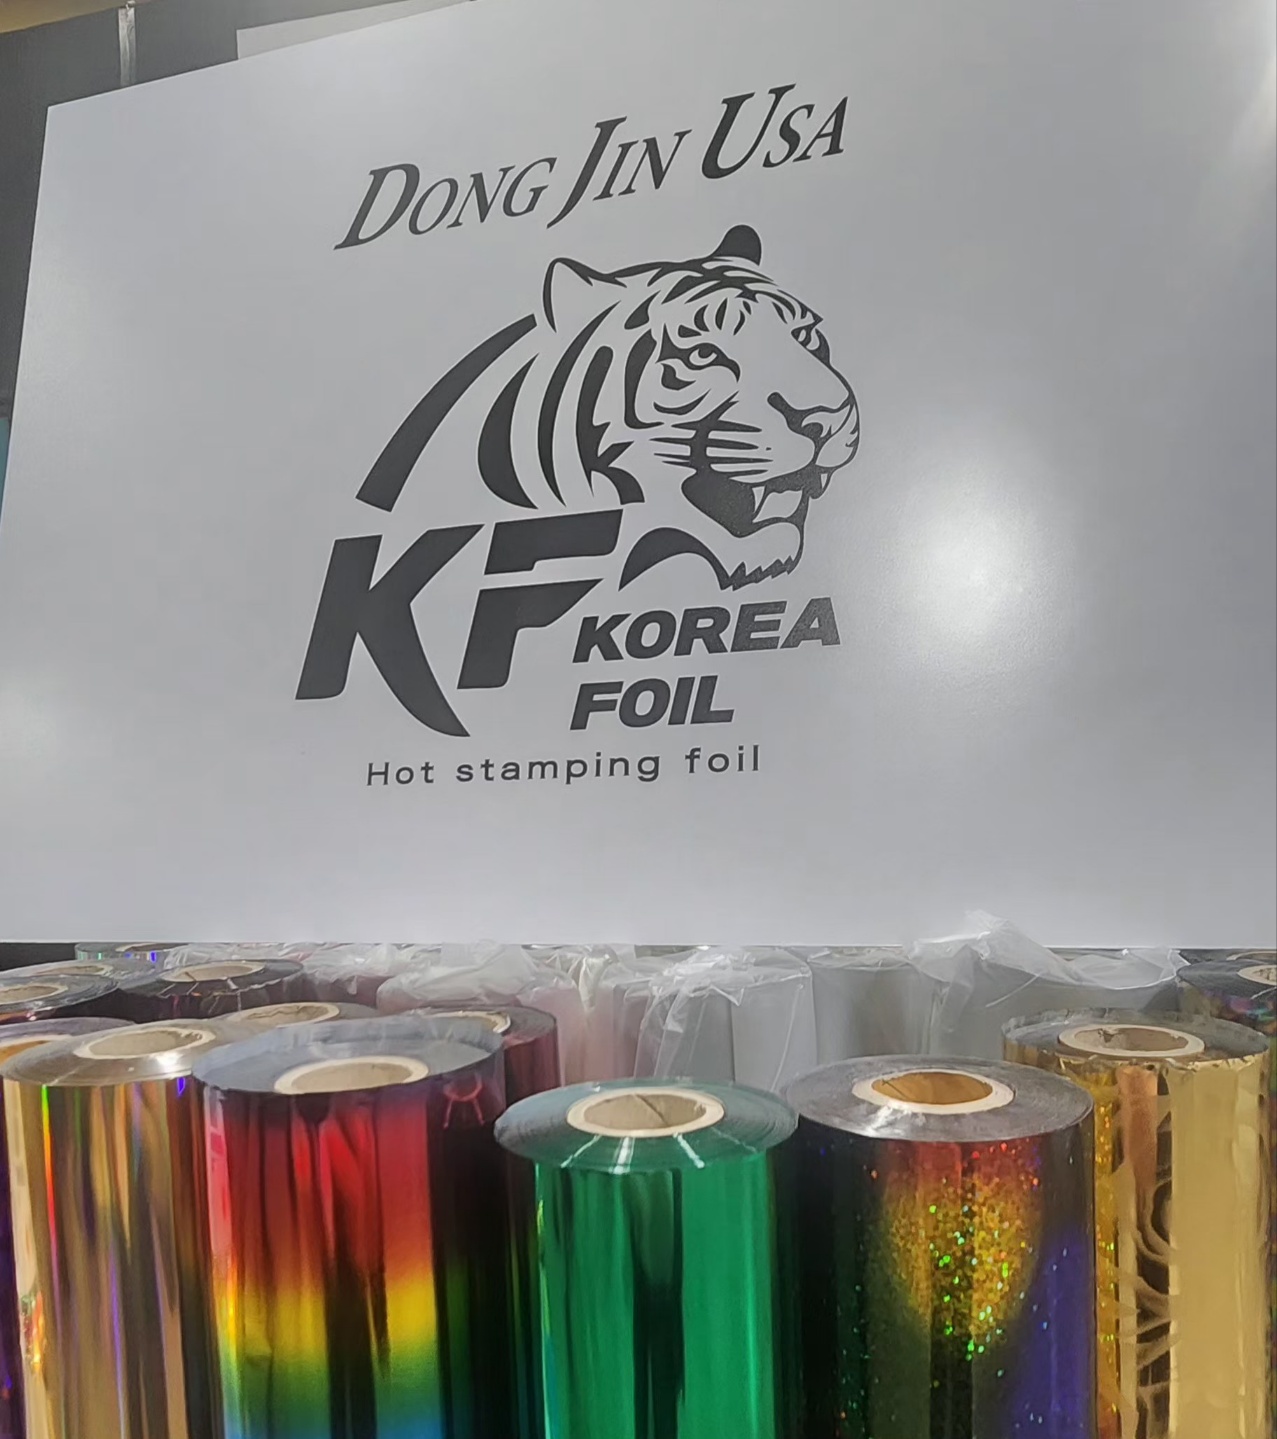 DONG JIN USA
KF KOREA
FOIL
Hot stamping foil